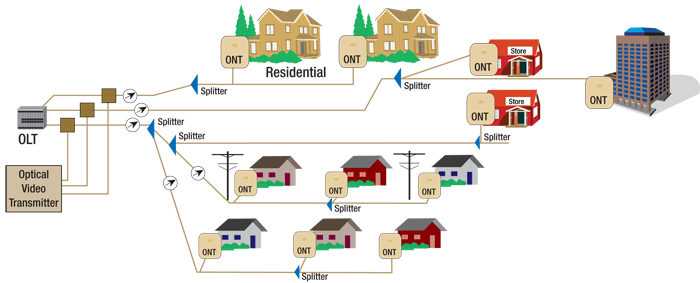 ONT
ONT
Residential
Splitter
ONT
Store
Splitter
ONT
OLT
Splitter
ONT
Store
Splitter
Optical
Video
Transmitter
ONT
ONT
ONT
Splitter
ONT
ONT
ONT
Splitter